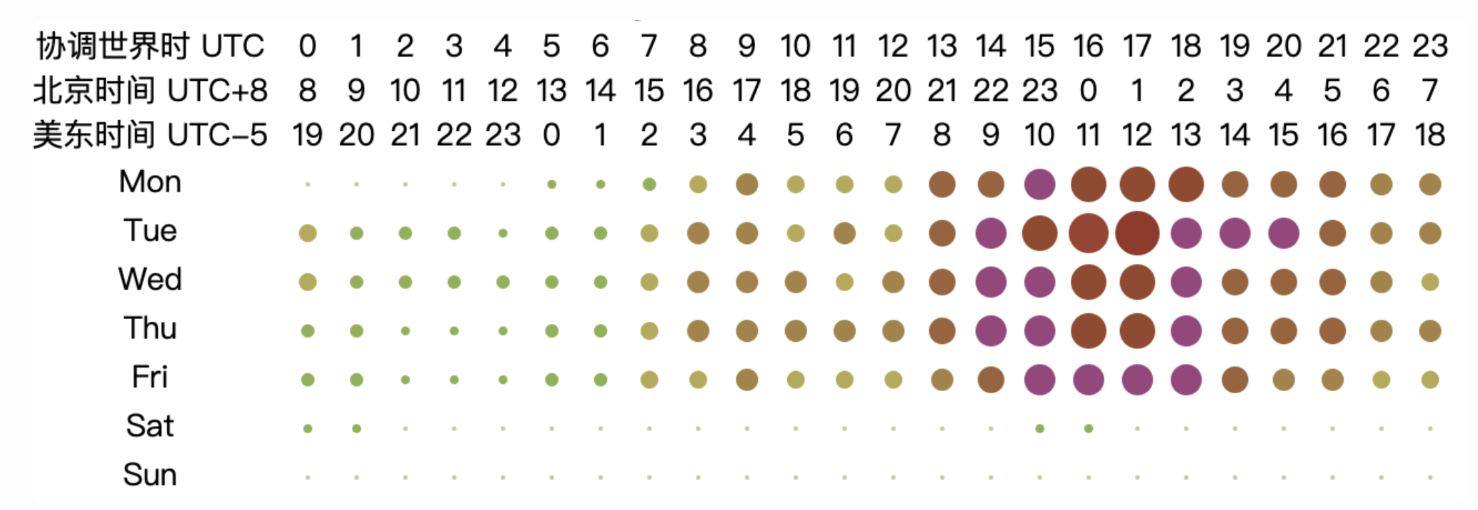 协调世界时 UTC 0 1 2 3 4 5 6 7 8 9 10 11 12 13 14 15 16 17 18 19 20 21 22 23
北京时间 UTC+8 8 9 10 11 12 13 14 15 16 17 18 19 20 21 22 23 0 1 2 3 4 5 6 7
美东时间 UTC−5 19 20 21 22 23 0 1 2 3 4 5 6 7 8 9 10 11 12 13 14 15 16 17 18
Mon
Tue
Wed
Thu
Fri
Sat
Sun